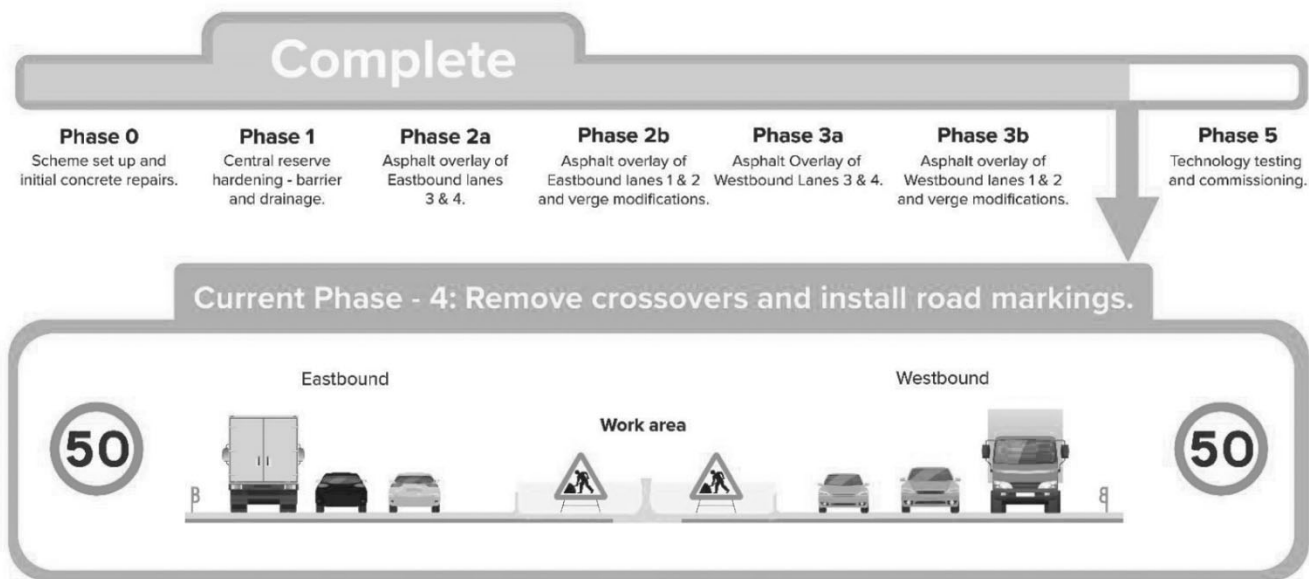 Complete
Phase 0
Scheme set up and
initial concrete repairs.
Phase 1
Central reserve
hardening - barrier
and drainage.
Phase 2a
Asphalt overlay of
Eastbound lanes
3 & 4.
Phase 2b
Asphalt overlay of
Eastbound lanes 1 & 2
and verge modifications.
Phase 3a
Asphalt Overlay of
Westbound Lanes 3 & 4.
Phase 3b
Asphalt overlay of
Westbound lanes 1 & 2
and verge modifications.
Phase 5
Technology testing
and commissioning.
Current Phase - 4: Remove crossovers and install road markings.
Eastbound
Westbound
50
Work area
50